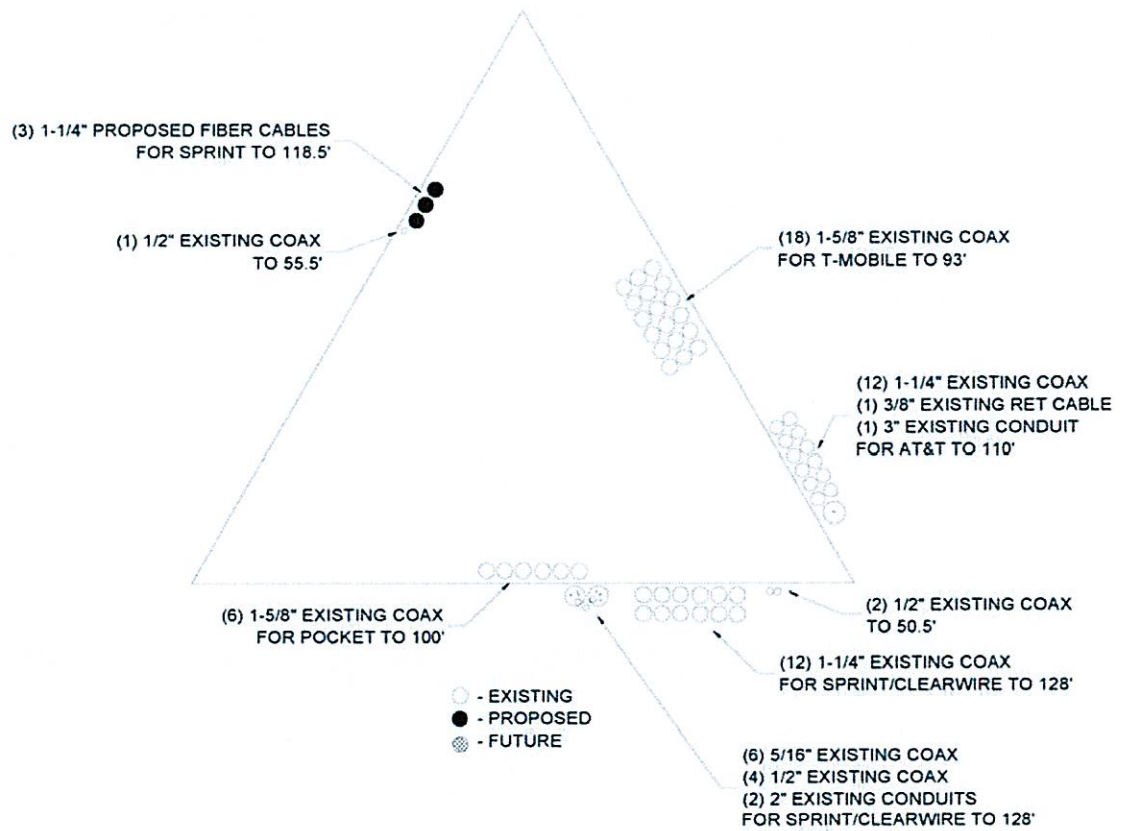 (3) 1-1/4" PROPOSED FIBER CABLES
FOR SPRINT TO 118.5'
(1) 1/2" EXISTING COAX
TO 55.5'
(18) 1-5/8" EXISTING COAX
FOR T-MOBILE TO 93'
(12) 1-1/4" EXISTING COAX
(1) 3/8" EXISTING RET CABLE
(1) 3" EXISTING CONDUIT
FOR AT&T TO 110'
(6) 1-5/8" EXISTING COAX
FOR POCKET TO 100'
(2) 1/2" EXISTING COAX
TO 50.5'
(12) 1-1/4" EXISTING COAX
FOR SPRINT/CLEARWIRE TO 128'
- EXISTING
- PROPOSED
- FUTURE
(6) 5/16" EXISTING COAX
(4) 1/2" EXISTING COAX
(2) 2" EXISTING CONDUITS
FOR SPRINT/CLEARWIRE TO 128'